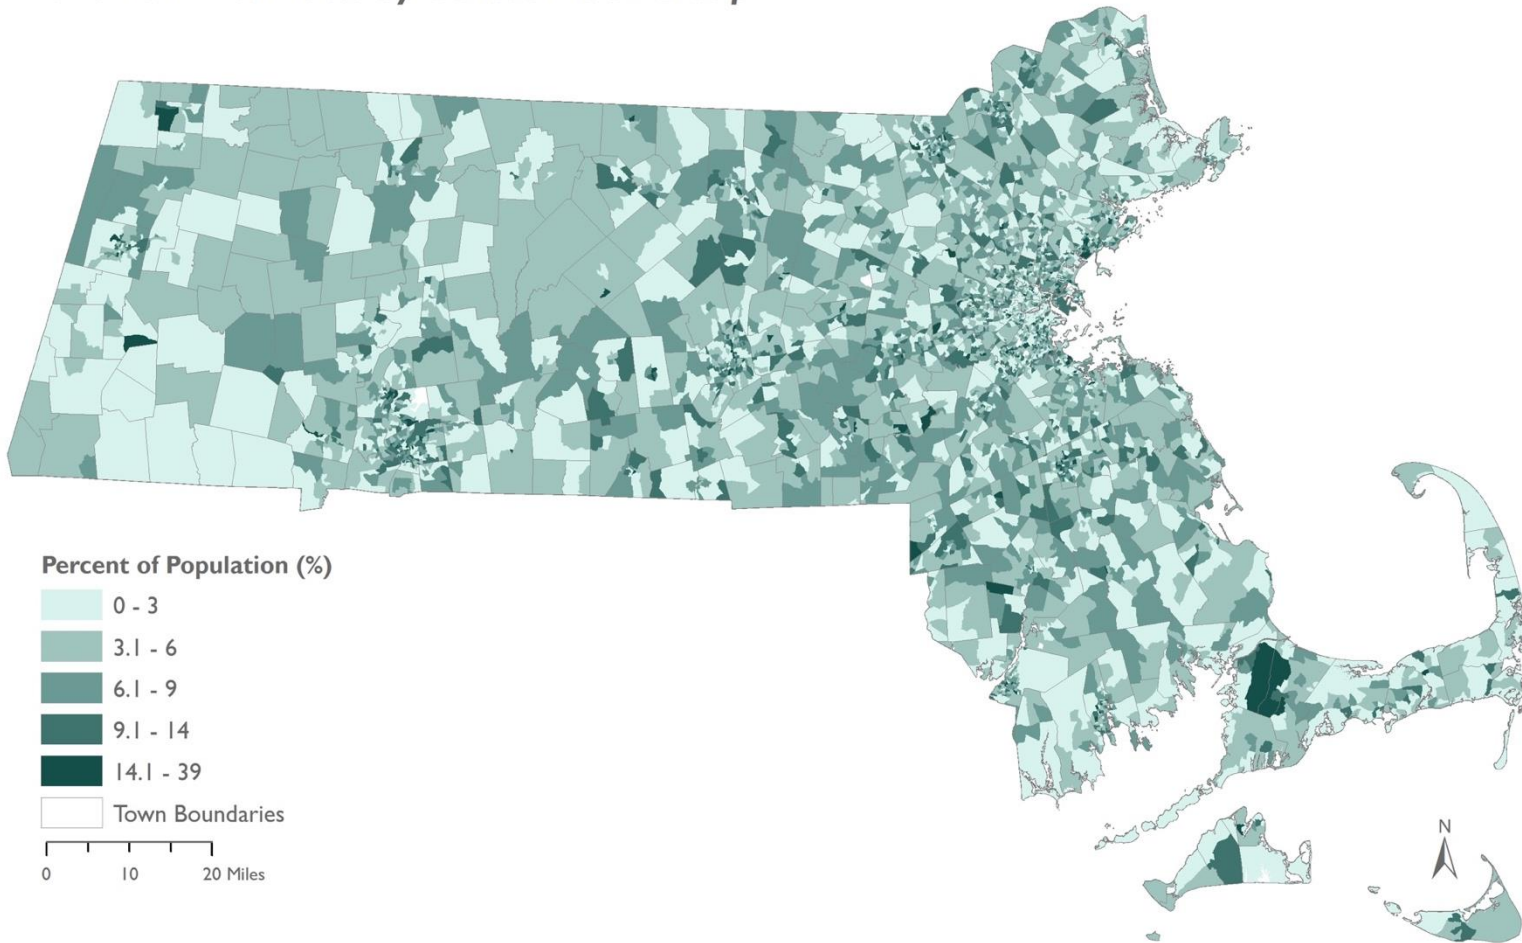 Percent of Population (%)
0 - 3
3.1 - 6
6.1 - 9
9.1 - 14
14.1 - 39
Town Boundaries
0 10 20 Miles
N